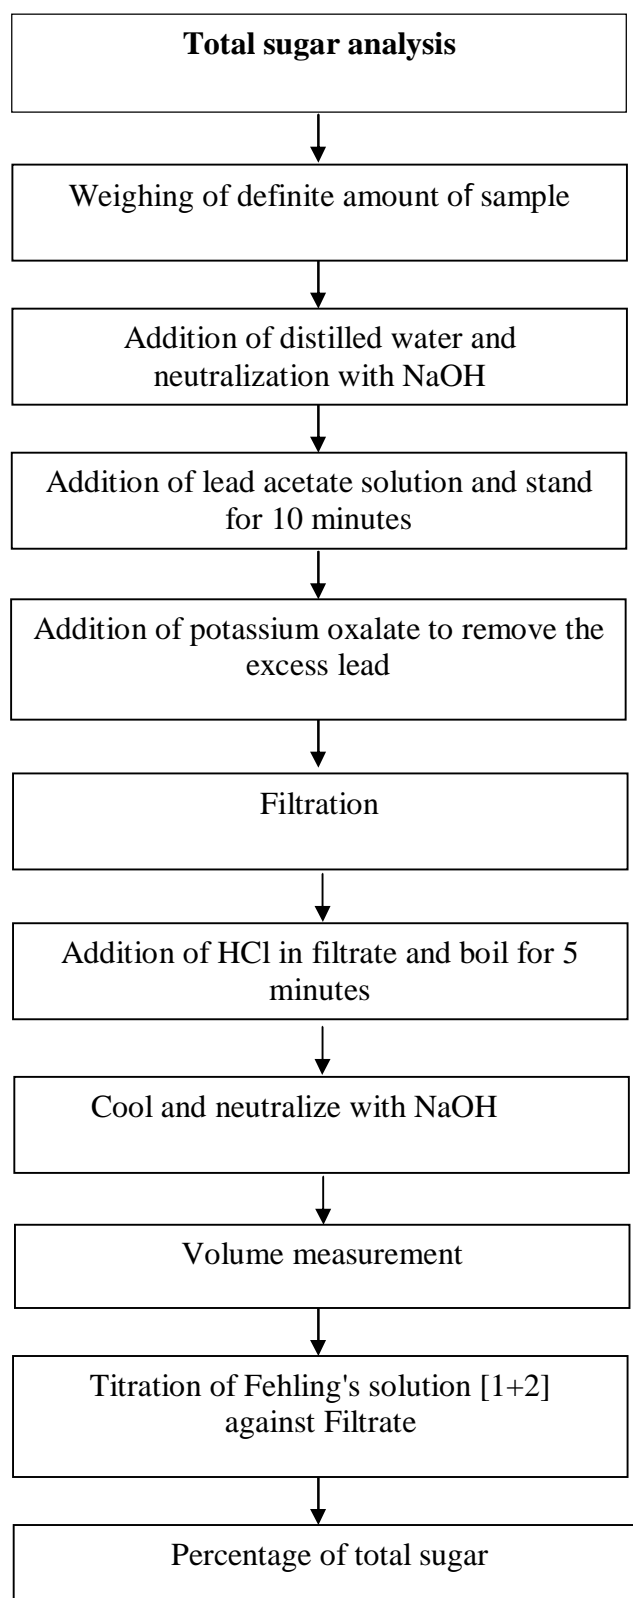 Total sugar analysis
Weighing of definite amount of sample
Addition of distilled water and
neutralization with NaOH
Addition of lead acetate solution and stand
for 10 minutes
Addition of potassium oxalate to remove the
excess lead
Filtration
Addition of HCl in filtrate and boil for 5
minutes
Cool and neutralize with NaOH
Volume measurement
Titration of Fehling's solution [1+2]
against Filtrate
Percentage of total sugar